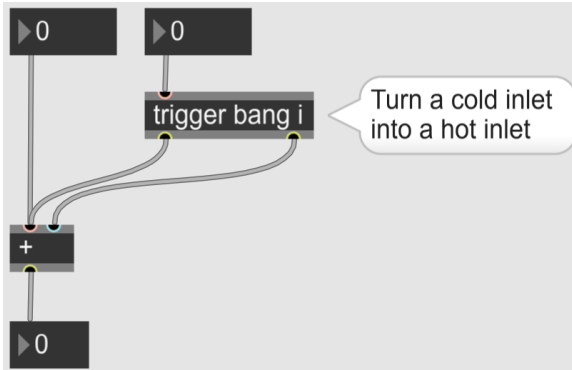 0
0
trigger bang i
Turn a cold inlet
into a hot inlet
+
0